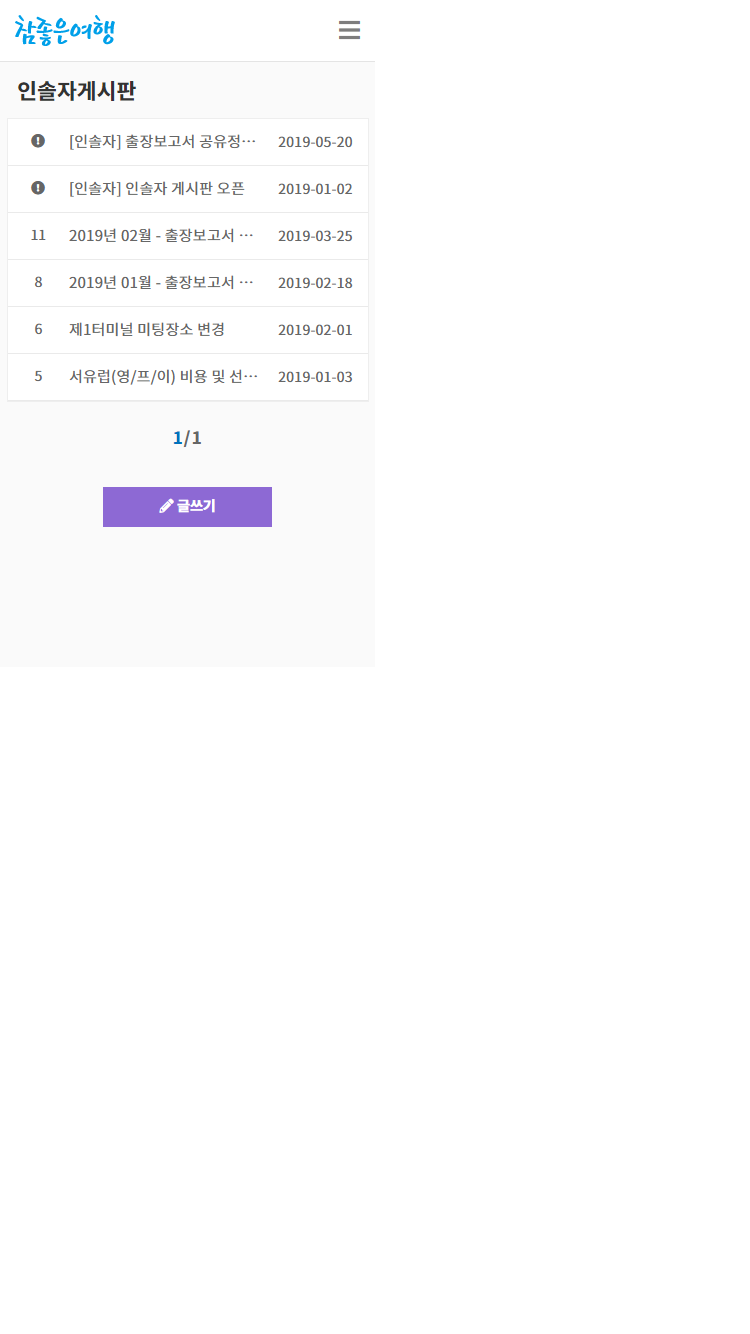 참좋은여행
인솔자게시판
[인솔자] 출장보고서 공유정… 2019-05-20
[인솔자] 인솔자 게시판 오픈 2019-01-02
11 2019년 02월 - 출장보고서 … 2019-03-25
8 2019년 01월 - 출장보고서 … 2019-02-18
6 제1터미널 미팅장소 변경 2019-02-01
5 서유럽(영/프/이) 비용 및 선… 2019-01-03
1/1
글쓰기